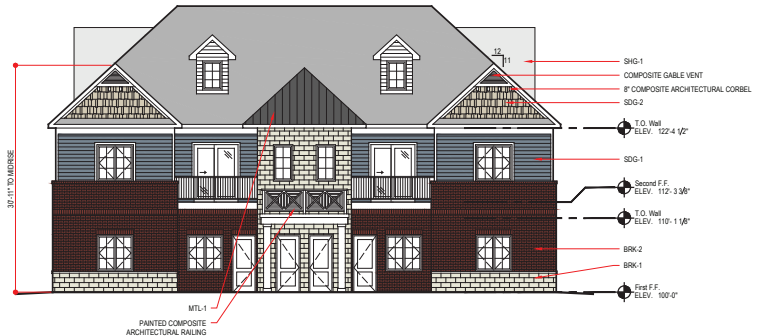 12
11
SHG-1
COMPOSITE GABLE VENT
8" COMPOSITE ARCHITECTURAL CORBEL
SDG-2
T.O. Wall
ELEV. 122'-4 1/2"
SDG-1
Second F.F.
ELEV. 112'- 3 3/8"
T.O. Wall
ELEV. 110'- 1 1/8"
BRK-2
BRK-1
First F.F.
ELEV. 100'-0"
30'-11" TO MIDRISE
MTL-1
PAINTED COMPOSITE
ARCHITECTURAL RAILING